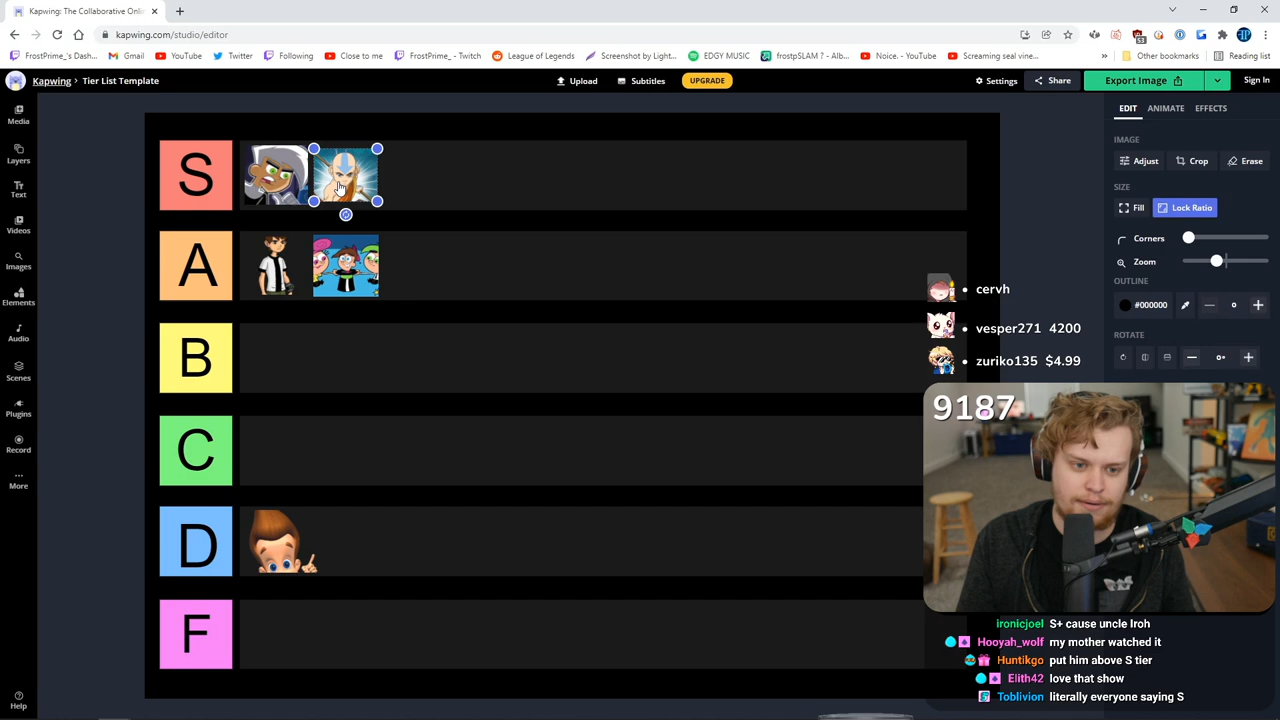 Kapwing: The Collaborative Onli
kapwing.com/studio/editor
53
FrostPrime_'s Dash...
Gmail
YouTube
Twitter
Following
Close to me
FrostPrime_ - Twitch
League of Legends
Screenshot by Light...
EDGY MUSIC
frostpSLAM ? - Alb...
Noice. - YouTube
Screaming seal vine...
»
Other bookmarks
Reading list
Kapwing > Tier List Template
Upload
Subtitles
UPGRADE
Settings
Share
Export Image
Sign In
Media
Layers
Text
Videos
Images
Elements
Audio
Scenes
Plugins
Record
More
Help
S
A
B
C
D
F
EDIT ANIMATE EFFECTS
IMAGE
Adjust Crop Erase
SIZE
Fill Lock Ratio
Corners
Zoom
OUTLINE
#000000 — 0 +
ROTATE
— 0° +
• cervh
• vesper271 4200
• zuriko135 $4.99
9187
ironicjoel S+ cause uncle Iroh
Hooyah_wolf my mother watched it
Huntikgo put him above S tier
Elith42 love that show
Toblivion literally everyone saying S